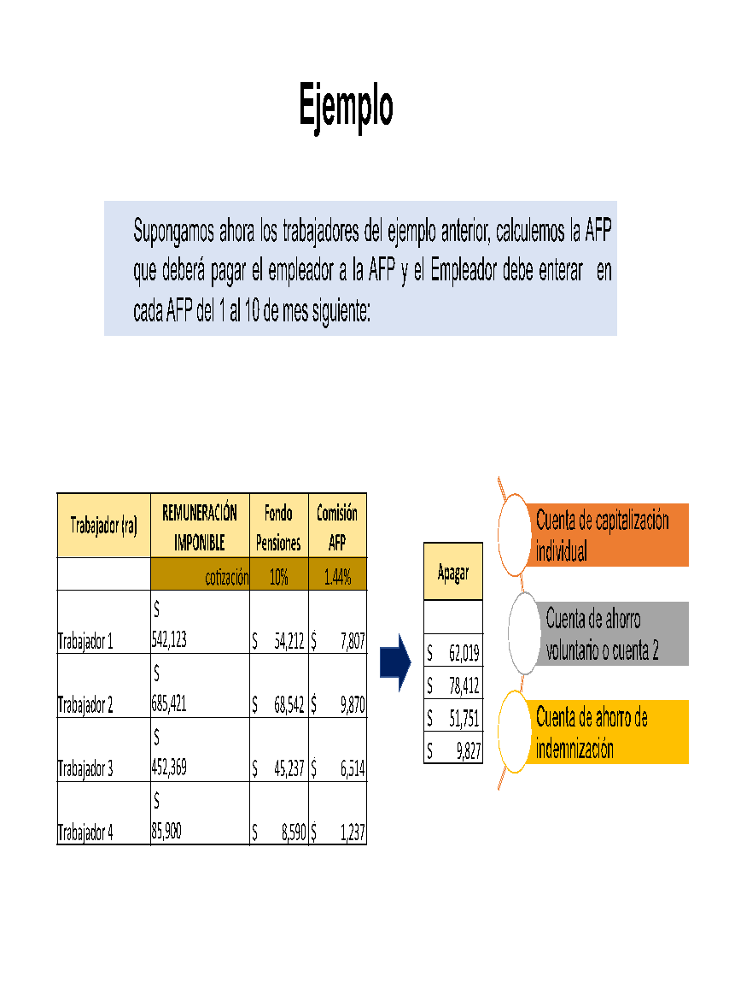 Ejemplo
Supongamos ahora los trabajadores del ejemplo anterior, calculemos la AFP
que deberá pagar el empleador a la AFP y el Empleador debe enterar en
cada AFP del 1 al 10 de mes siguiente:
Trabajador (ra) REMUNERACIÓN IMPONIBLE Fondo Pensiones Comisión AFP
cotización 10% 1.44%
Trabajador 1 $ 542,123 $ 54,212 $ 7,807
Trabajador 2 $ 685,421 $ 68,542 $ 9,870
Trabajador 3 $ 452,369 $ 45,237 $ 6,514
Trabajador 4 $ 85,900 $ 8,590 $ 1,237
Apagar
$ 62,019
$ 78,412
$ 51,751
$ 9,827
Cuenta de capitalización
individual
Cuenta de ahorro
voluntario o cuenta 2
Cuenta de ahorro de
indemnización